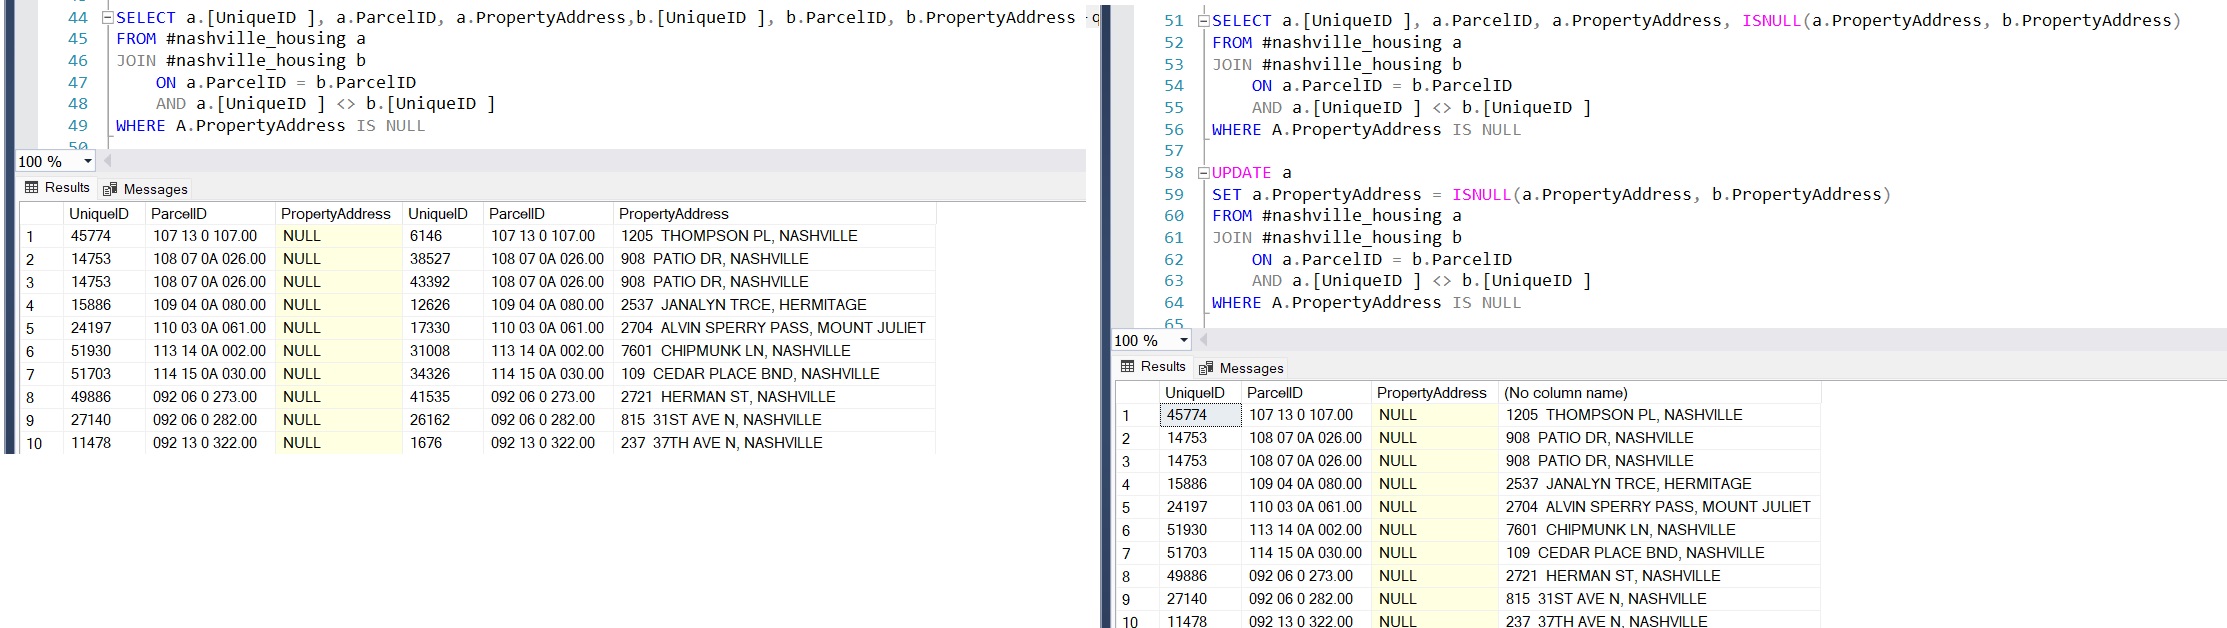 44 SELECT a.[UniqueID ], a.ParcelID, a.PropertyAddress,b.[UniqueID ], b.ParcelID, b.PropertyAddress
45 FROM #nashville_housing a
46 JOIN #nashville_housing b
47 ON a.ParcelID = b.ParcelID
48 AND a.[UniqueID ] <> b.[UniqueID ]
49 WHERE A.PropertyAddress IS NULL
50
100 %
Results Messages
UniqueID ParcelID PropertyAddress UniqueID ParcelID PropertyAddress
1 45774 107 13 0 107.00 NULL 6146 107 13 0 107.00 1205 THOMPSON PL, NASHVILLE
2 14753 108 07 0A 026.00 NULL 38527 108 07 0A 026.00 908 PATIO DR, NASHVILLE
3 14753 108 07 0A 026.00 NULL 43392 108 07 0A 026.00 908 PATIO DR, NASHVILLE
4 15886 109 04 0A 080.00 NULL 12626 109 04 0A 080.00 2537 JANALYN TRCE, HERMITAGE
5 24197 110 03 0A 061.00 NULL 17330 110 03 0A 061.00 2704 ALVIN SPERRY PASS, MOUNT JULIET
6 51930 113 14 0A 002.00 NULL 31008 113 14 0A 002.00 7601 CHIPMUNK LN, NASHVILLE
7 51703 114 15 0A 030.00 NULL 34326 114 15 0A 030.00 109 CEDAR PLACE BND, NASHVILLE
8 49886 092 06 0 273.00 NULL 41535 092 06 0 273.00 2721 HERMAN ST, NASHVILLE
9 27140 092 06 0 282.00 NULL 26162 092 06 0 282.00 815 31ST AVE N, NASHVILLE
10 11478 092 13 0 322.00 NULL 1676 092 13 0 322.00 237 37TH AVE N, NASHVILLE
51 SELECT a.[UniqueID ], a.ParcelID, a.PropertyAddress, ISNULL(a.PropertyAddress, b.PropertyAddress)
52 FROM #nashville_housing a
53 JOIN #nashville_housing b
54 ON a.ParcelID = b.ParcelID
55 AND a.[UniqueID ] <> b.[UniqueID ]
56 WHERE A.PropertyAddress IS NULL
57
58 UPDATE a
59 SET a.PropertyAddress = ISNULL(a.PropertyAddress, b.PropertyAddress)
60 FROM #nashville_housing a
61 JOIN #nashville_housing b
62 ON a.ParcelID = b.ParcelID
63 AND a.[UniqueID ] <> b.[UniqueID ]
64 WHERE A.PropertyAddress IS NULL
65
100 %
Results Messages
UniqueID ParcelID PropertyAddress (No column name)
1 45774 107 13 0 107.00 NULL 1205 THOMPSON PL, NASHVILLE
2 14753 108 07 0A 026.00 NULL 908 PATIO DR, NASHVILLE
3 14753 108 07 0A 026.00 NULL 908 PATIO DR, NASHVILLE
4 15886 109 04 0A 080.00 NULL 2537 JANALYN TRCE, HERMITAGE
5 24197 110 03 0A 061.00 NULL 2704 ALVIN SPERRY PASS, MOUNT JULIET
6 51930 113 14 0A 002.00 NULL 7601 CHIPMUNK LN, NASHVILLE
7 51703 114 15 0A 030.00 NULL 109 CEDAR PLACE BND, NASHVILLE
8 49886 092 06 0 273.00 NULL 2721 HERMAN ST, NASHVILLE
9 27140 092 06 0 282.00 NULL 815 31ST AVE N, NASHVILLE
10 11478 092 13 0 322.00 NULL 237 37TH AVE N, NASHVILLE